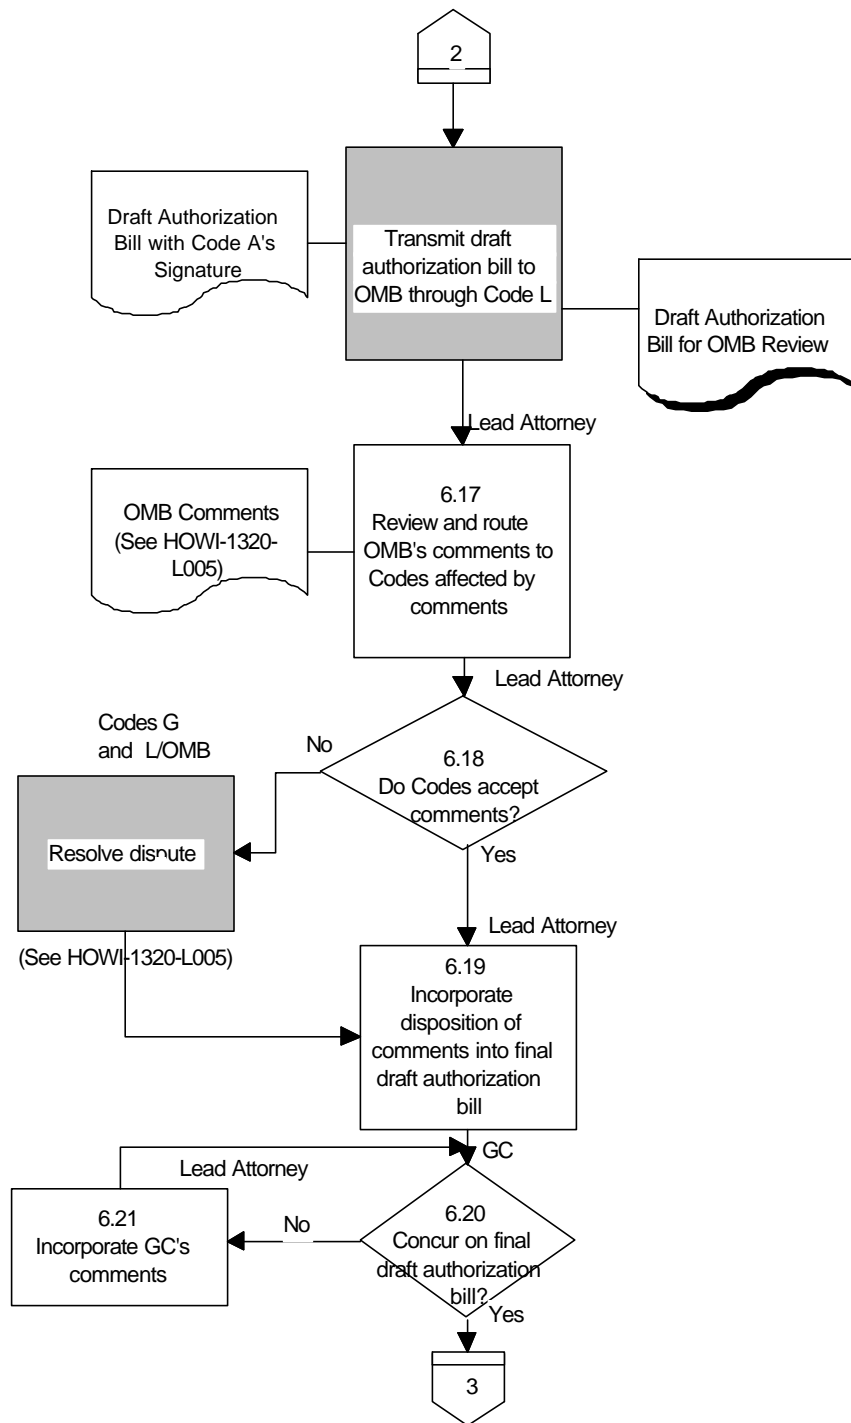 2
Draft Authorization
Bill with Code A's
Signature
Transmit draft
authorization bill to
OMB through Code L
Draft Authorization
Bill for OMB Review
Lead Attorney
OMB Comments
(See HOWI-1320-
L005)
6.17
Review and route
OMB's comments to
Codes affected by
comments
Lead Attorney
Codes G
and L/OMB
No
6.18
Do Codes accept
comments?
Resolve dispute
Yes
(See HOWI-1320-L005)
Lead Attorney
6.19
Incorporate
disposition of
comments into final
draft authorization
bill
GC
Lead Attorney
6.21
Incorporate GC's
comments
No
6.20
Concur on final
draft authorization
bill?
Yes
3